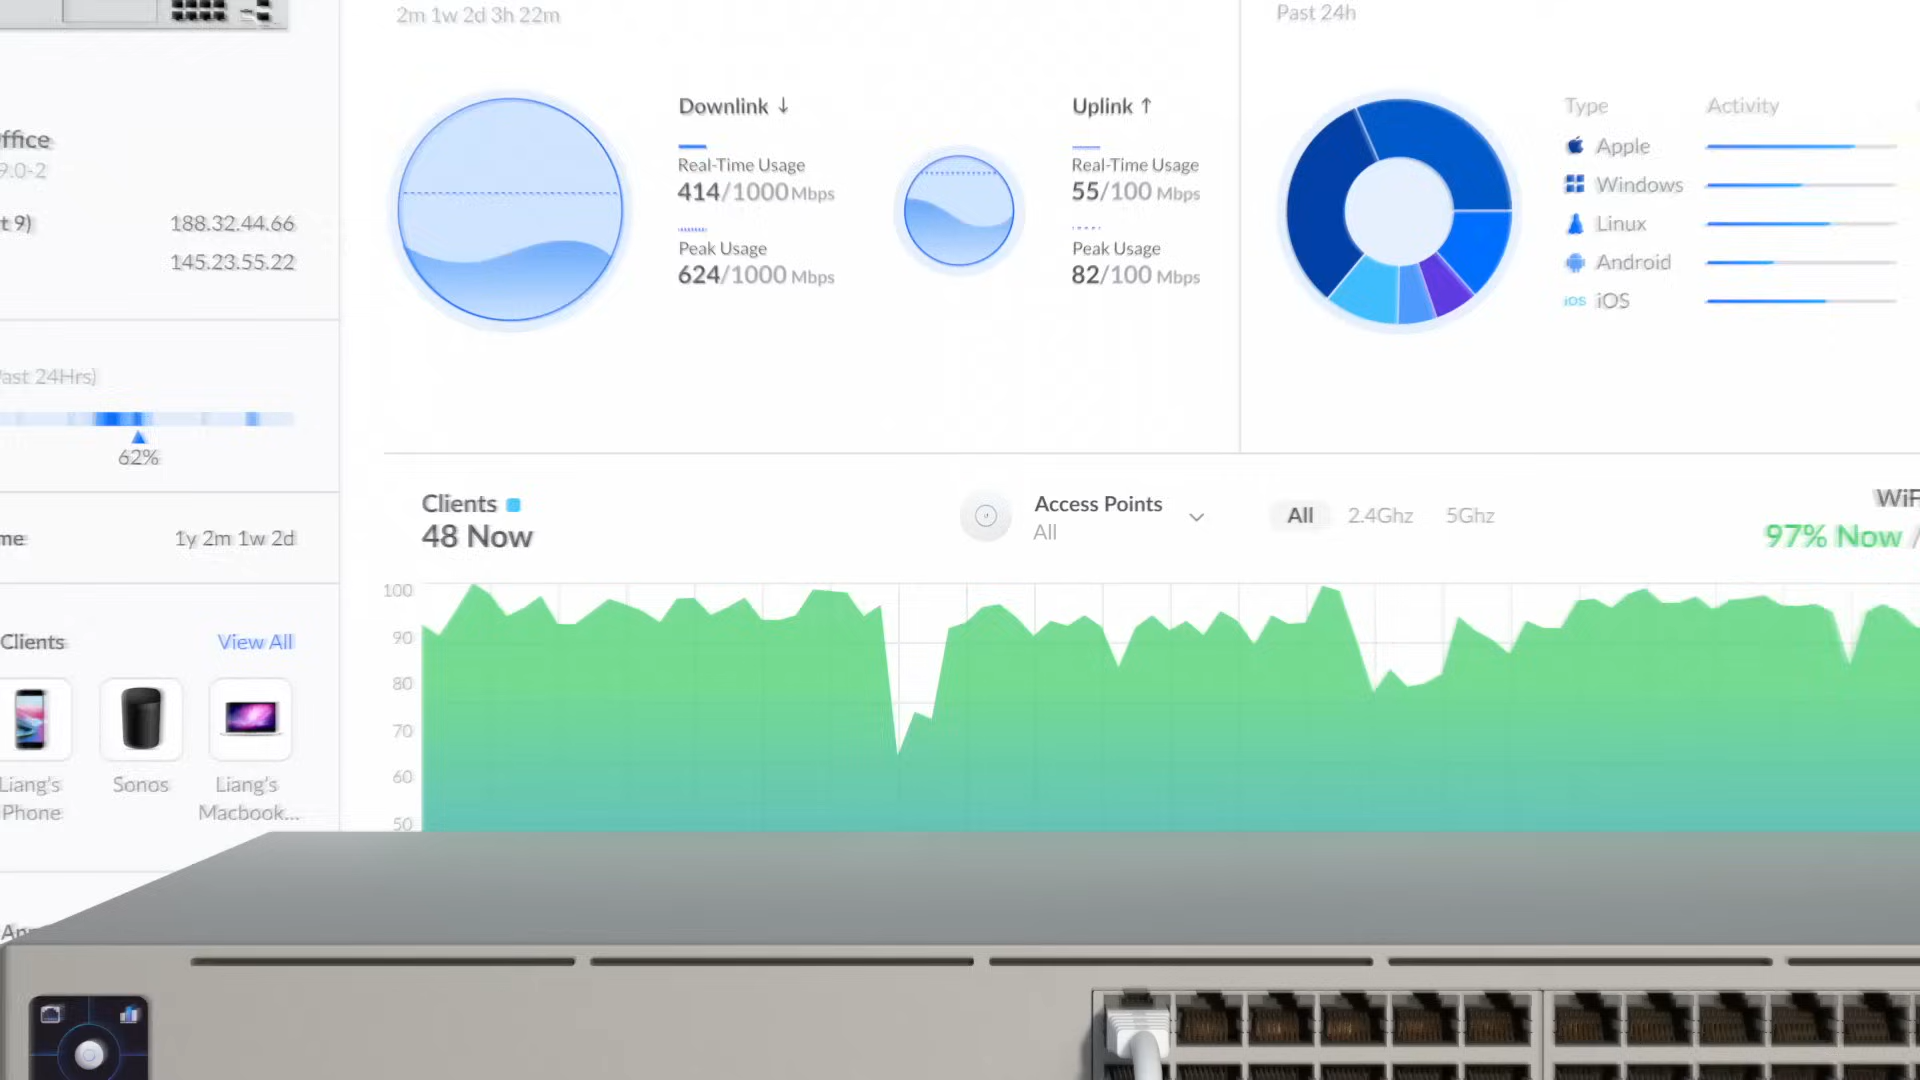 2m 1w 2d 3h 22m
Past 24h
Downlink ↓
Real-Time Usage
414/1000 Mbps
Peak Usage
624/1000 Mbps
Uplink ↑
Real-Time Usage
55/100 Mbps
Peak Usage
82/100 Mbps
Type Activity
Apple
Windows
Linux
Android
iOS iOS
ffice
9.0-2
t 9) 188.32.44.66
145.23.55.22
ast 24Hrs)
62%
me 1y 2m 1w 2d
Clients View All
Liang's
Phone
Sonos
Liang's
Macbook...
Clients
48 Now
Access Points
All
All 2.4Ghz 5Ghz
WiF
97% Now /
100
90
80
70
60
50